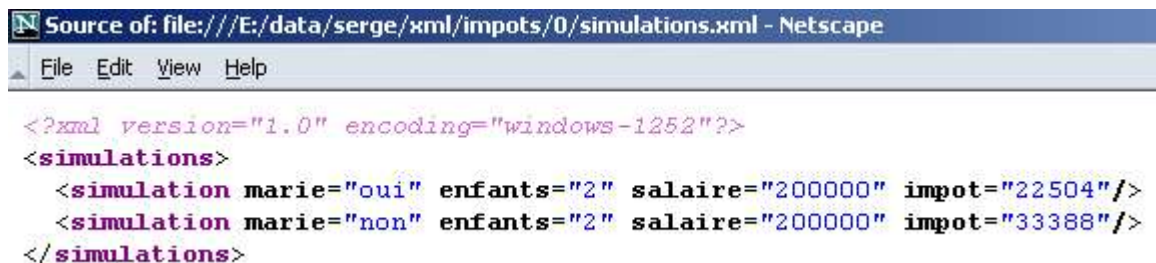 Source of: file:///E:/data/serge/xml/impots/0/simulations.xml - Netscape
File Edit View Help
<?xml version="1.0" encoding="windows-1252"?>
<simulations>
<simulation marie="oui" enfants="2" salaire="200000" impot="22504"/>
<simulation marie="non" enfants="2" salaire="200000" impot="33388"/>
</simulations>